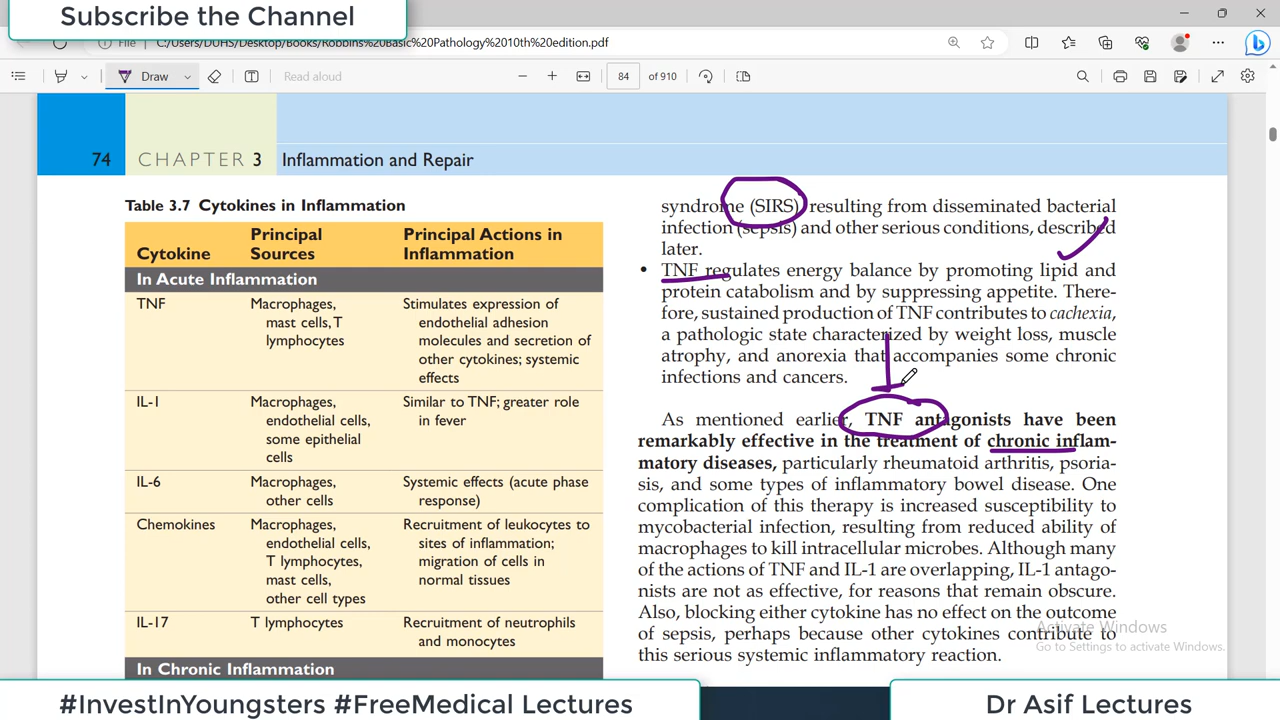 Subscribe the Channel
File
C:/Users/DUHS/Desktop/Books/Robbins%20Basic%20Pathology%2010th%20edition.pdf
Draw
Read aloud
84
of 910
74
CHAPTER 3
Inflammation and Repair
Table 3.7 Cytokines in Inflammation
Cytokine
Principal
Sources
Principal Actions in
Inflammation
In Acute Inflammation
TNF
Macrophages,
mast cells, T
lymphocytes
Stimulates expression of
endothelial adhesion
molecules and secretion of
other cytokines; systemic
effects
IL-1
Macrophages,
endothelial cells,
some epithelial
cells
Similar to TNF; greater role
in fever
IL-6
Macrophages,
other cells
Systemic effects (acute phase
response)
Chemokines
Macrophages,
endothelial cells,
T lymphocytes,
mast cells,
other cell types
Recruitment of leukocytes to
sites of inflammation;
migration of cells in
normal tissues
IL-17
T lymphocytes
Recruitment of neutrophils
and monocytes
In Chronic Inflammation
syndrome (SIRS) resulting from disseminated bacterial
infection (sepsis) and other serious conditions, described
later.
• TNF regulates energy balance by promoting lipid and
protein catabolism and by suppressing appetite. There-
fore, sustained production of TNF contributes to cachexia,
a pathologic state characterized by weight loss, muscle
atrophy, and anorexia that accompanies some chronic
infections and cancers.
As mentioned earlier, TNF antagonists have been
remarkably effective in the treatment of chronic inflam-
matory diseases, particularly rheumatoid arthritis, psoria-
sis, and some types of inflammatory bowel disease. One
complication of this therapy is increased susceptibility to
mycobacterial infection, resulting from reduced ability of
macrophages to kill intracellular microbes. Although many
of the actions of TNF and IL-1 are overlapping, IL-1 antago-
nists are not as effective, for reasons that remain obscure.
Also, blocking either cytokine has no effect on the outcome
of sepsis, perhaps because other cytokines contribute to
this serious systemic inflammatory reaction.
Activate Windows
Go to Settings to activate Windows.
#InvestInYoungsters #FreeMedical Lectures
Dr Asif Lectures